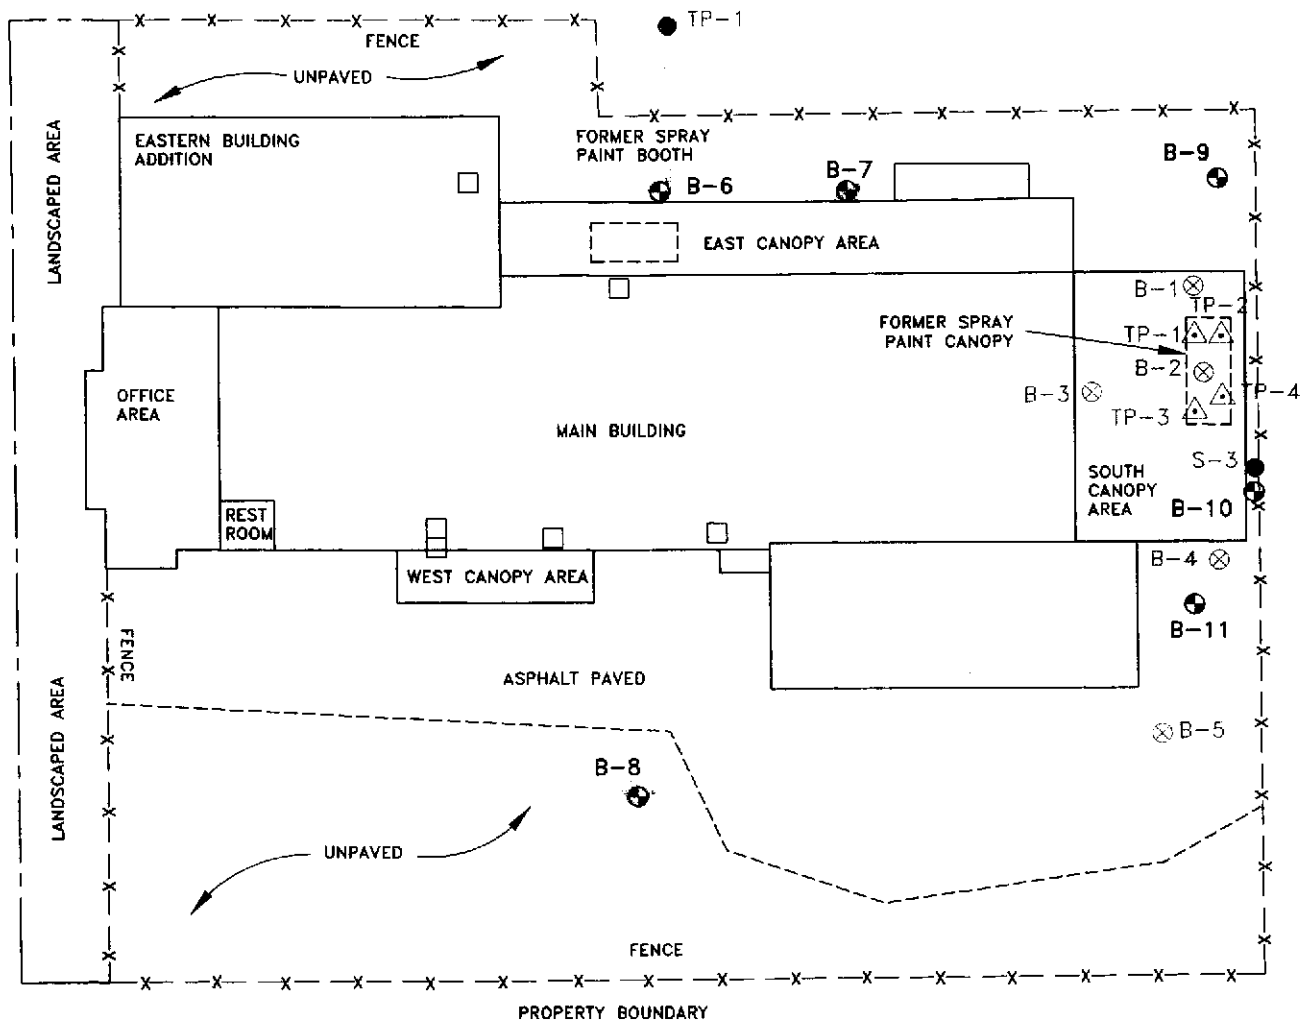 TP-1
FENCE
UNPAVED
LANDSCAPED AREA
EASTERN BUILDING
ADDITION
FORMER SPRAY
PAINT BOOTH
B-6
B-7
B-9
EAST CANOPY AREA
B-1
TP-2
FORMER SPRAY
PAINT CANOPY
TP-1
B-2
B-3
TP-4
TP-3
OFFICE
AREA
MAIN BUILDING
S-3
SOUTH
CANOPY
AREA
B-10
REST
ROOM
WEST CANOPY AREA
B-4
B-11
FENCE
ASPHALT PAVED
LANDSCAPED AREA
B-5
B-8
UNPAVED
FENCE
PROPERTY BOUNDARY